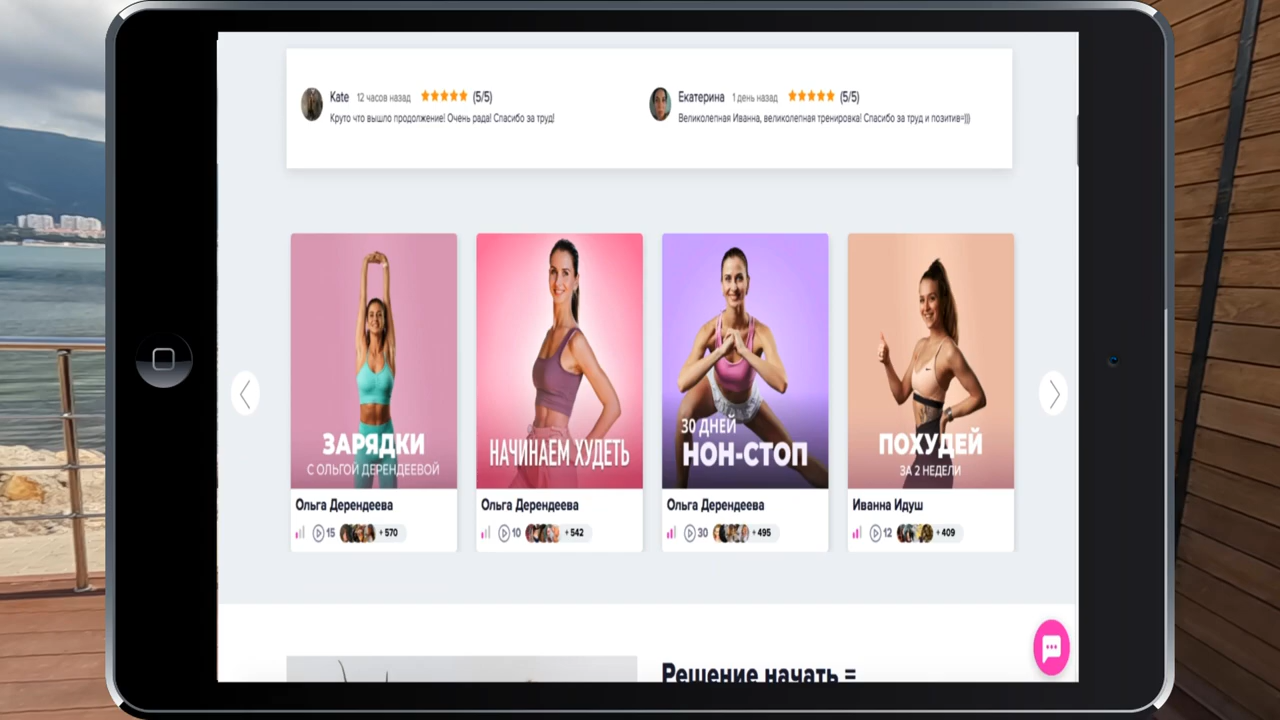 Kate 12 часов назад (5/5)
Круто что вышло продолжение! Очень рада! Спасибо за труд!
Екатерина 1 день назад (5/5)
Великолепная Иванна, великолепная тренировка! Спасибо за труд и позитив=)))
ЗАРЯДКИ
С ОЛЬГОЙ ДЕРЕНДЕЕВОЙ
Ольга Дерендеева
15 + 570
НАЧИНАЕМ ХУДЕТЬ
Ольга Дерендеева
10 + 542
30 ДНЕЙ
НОН-СТОП
Ольга Дерендеева
30 + 495
ПОХУДЕЙ
ЗА 2 НЕДЕЛИ
Иванна Идуш
12 + 409
Решение начать =